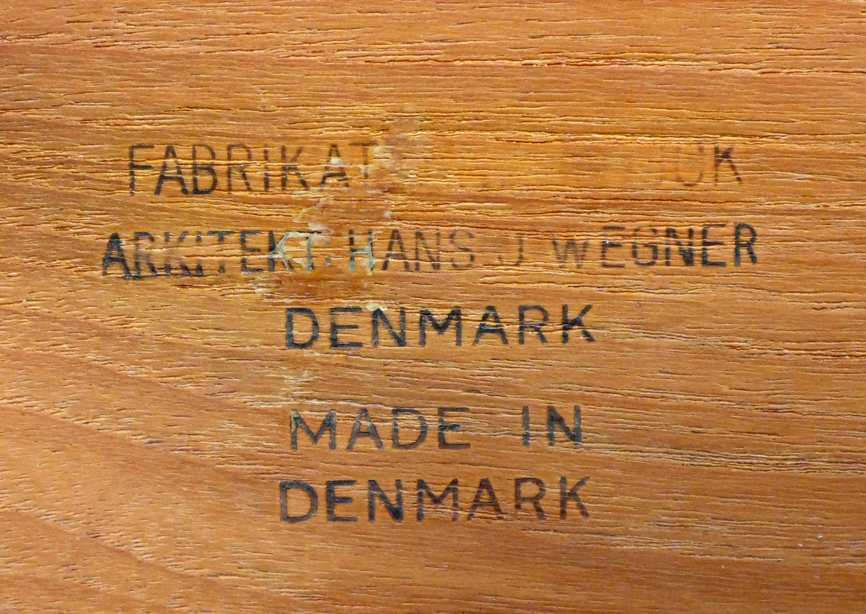 FABRIKAT
ARKITEKT: HANS J WEGNER
DENMARK
MADE IN
DENMARK